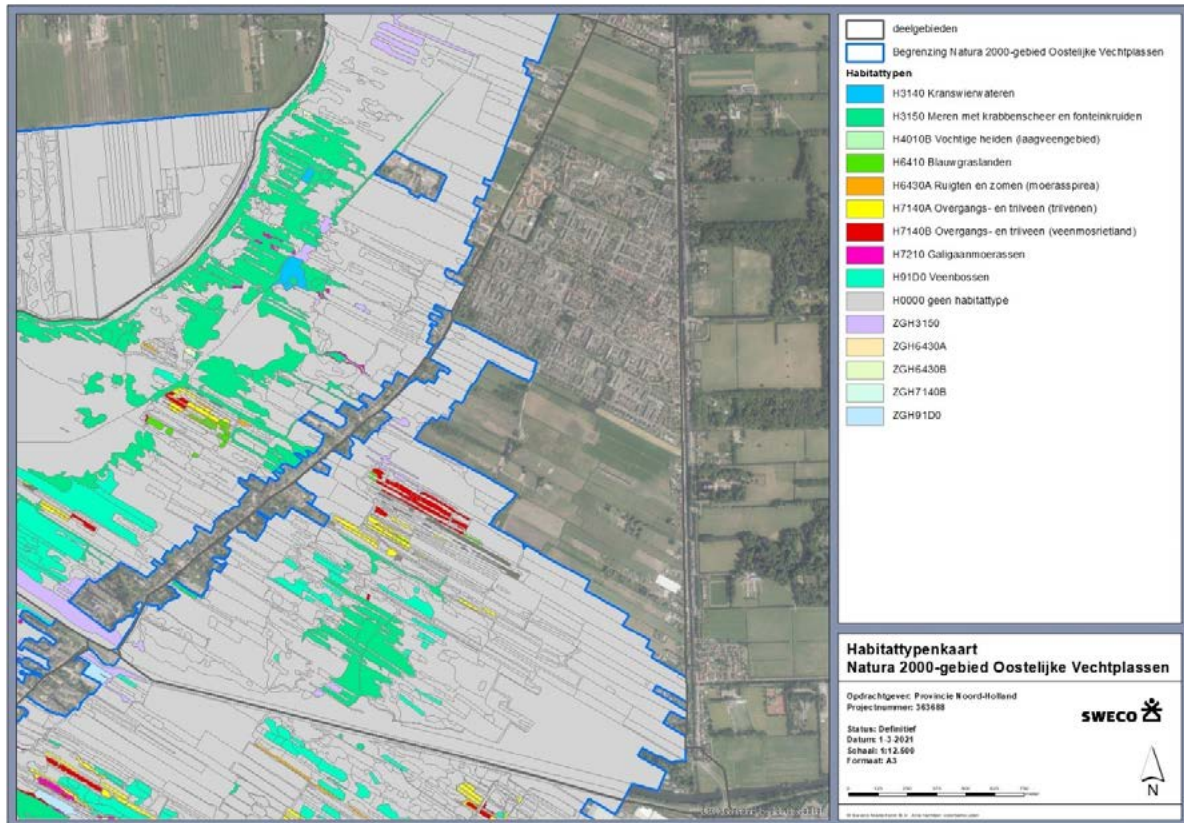 deelgebieden
Begrenzing Natura 2000-gebied Oostelijke Vechtplassen
Habitattypen
H3140 Kranswierwateren
H3150 Meren met krabbenscheer en fonteinkruiden
H4010B Vochtige heiden (laagveengebied)
H6410 Blauwgraslanden
H6430A Ruigten en zomen (moerasspirea)
H7140A Overgangs- en trilveen (trilvenen)
H7140B Overgangs- en trilveen (veenmosrietland)
H7210 Galigaanmoerassen
H91D0 Veenbossen
H0000 geen habitattype
ZGH3150
ZGH6430A
ZGH6430B
ZGH7140B
ZGH91D0
Habitattypenkaart
Natura 2000-gebied Oostelijke Vechtplassen
Opdrachtgever: Provincie Noord-Holland
Projectnummer: 363688
SWECO
Status: Definitief
Datum: 1-3-2021
Schaal: 1:12.500
Formaat: A3
N